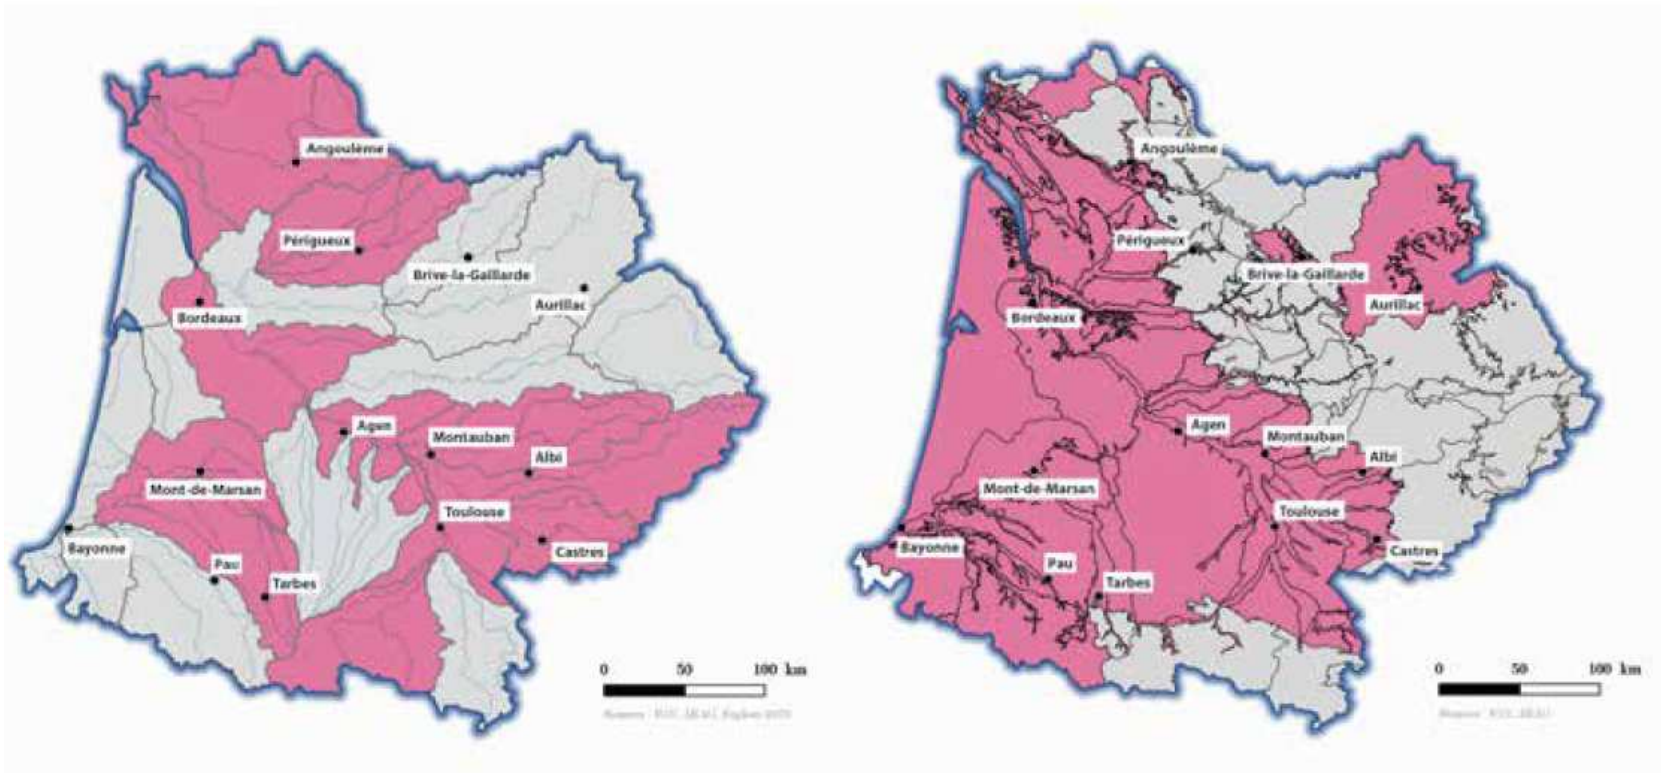 Angoulème
Périgueux
Brive-la-Gaillarde
Aurillac
Bordeaux
Agen
Montauban
Albi
Mont-de-Marsan
Toulouse
Bayonne
Castres
Pau
Tarbes
0 50 100 km
Angoulème
Périgueux
Brive-la-Gaillarde
Aurillac
Bordeaux
Agen
Montauban
Albi
Mont-de-Marsan
Toulouse
Bayonne
Castres
Pau
Tarbes
0 50 100 km